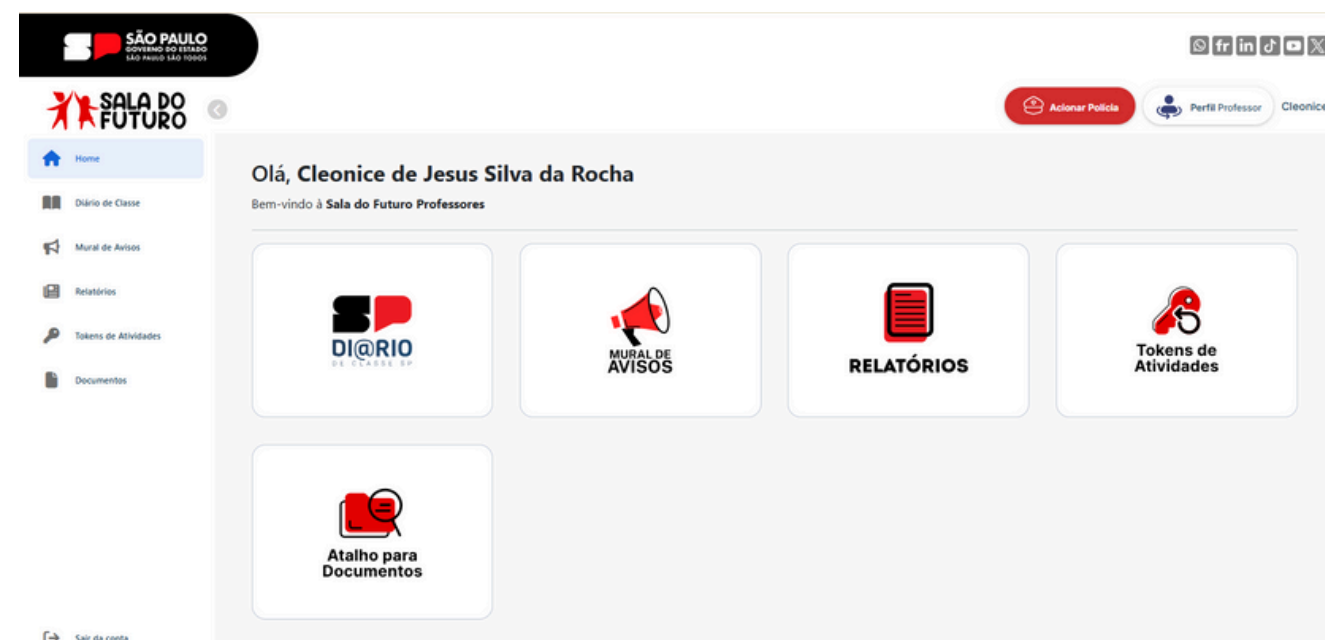 SÃO PAULO
GOVERNO DO ESTADO
SÃO PAULO SÃO TODOS
SALA DO
FUTURO
Acionar Polícia
Perfil Professor
Cleonice
Home
Diário de Classe
Mural de Avisos
Relatórios
Tokens de Atividades
Documentos
Sair da conta
Olá, Cleonice de Jesus Silva da Rocha
Bem-vindo à Sala do Futuro Professores
DI@RIO
DE CLASSE SP
MURAL DE
AVISOS
RELATÓRIOS
Tokens de
Atividades
Atalho para
Documentos